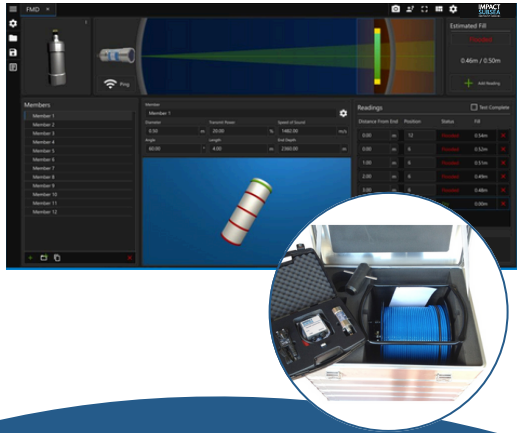 FMD ×
IMPACT
SUBSEA
1
Ping
Estimated Fill
Flooded
0.46m / 0.50m
Add Reading
Members
Member 1
Member 2
Member 3
Member 4
Member 5
Member 6
Member 7
Member 8
Member 9
Member 10
Member 11
Member 12
Member
Member 1
Diameter Transmit Power Speed of Sound
0.50 m 20.00 % 1482.00 m/s
Angle Length End Depth
60.00 ° 4.00 m 2360.00 m
Readings Test Complete
Distance From End Position Status Fill
0.00 m 12 Flooded 0.54m
0.50 m 6 Flooded 0.52m
1.00 m 6 Flooded 0.51m
2.00 m 6 Flooded 0.49m
3.00 m 6 Flooded 0.48m
0.00m